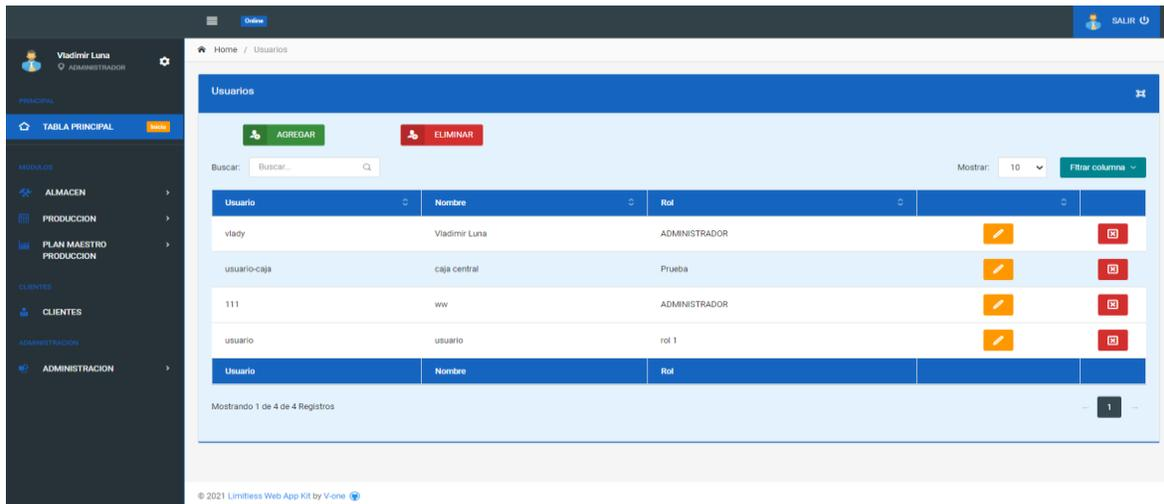 Online
SALIR
Vladimir Luna
ADMINISTRADOR
Home / Usuarios
PRINCIPAL
TABLA PRINCIPAL Inicio
MODULOS
ALMACEN
PRODUCCION
PLAN MAESTRO
PRODUCCION
CLIENTES
CLIENTES
ADMINISTRACION
ADMINISTRACION
Usuarios
AGREGAR ELIMINAR
Buscar: Buscar... Mostrar: 10 Filtrar columna
Usuario Nombre Rol
vlady Vladimir Luna ADMINISTRADOR
usuario-caja caja central Prueba
111 ww ADMINISTRADOR
usuario usuario rol 1
Usuario Nombre Rol
Mostrando 1 de 4 de 4 Registros
← 1 →
© 2021 Limitless Web App Kit by V-one